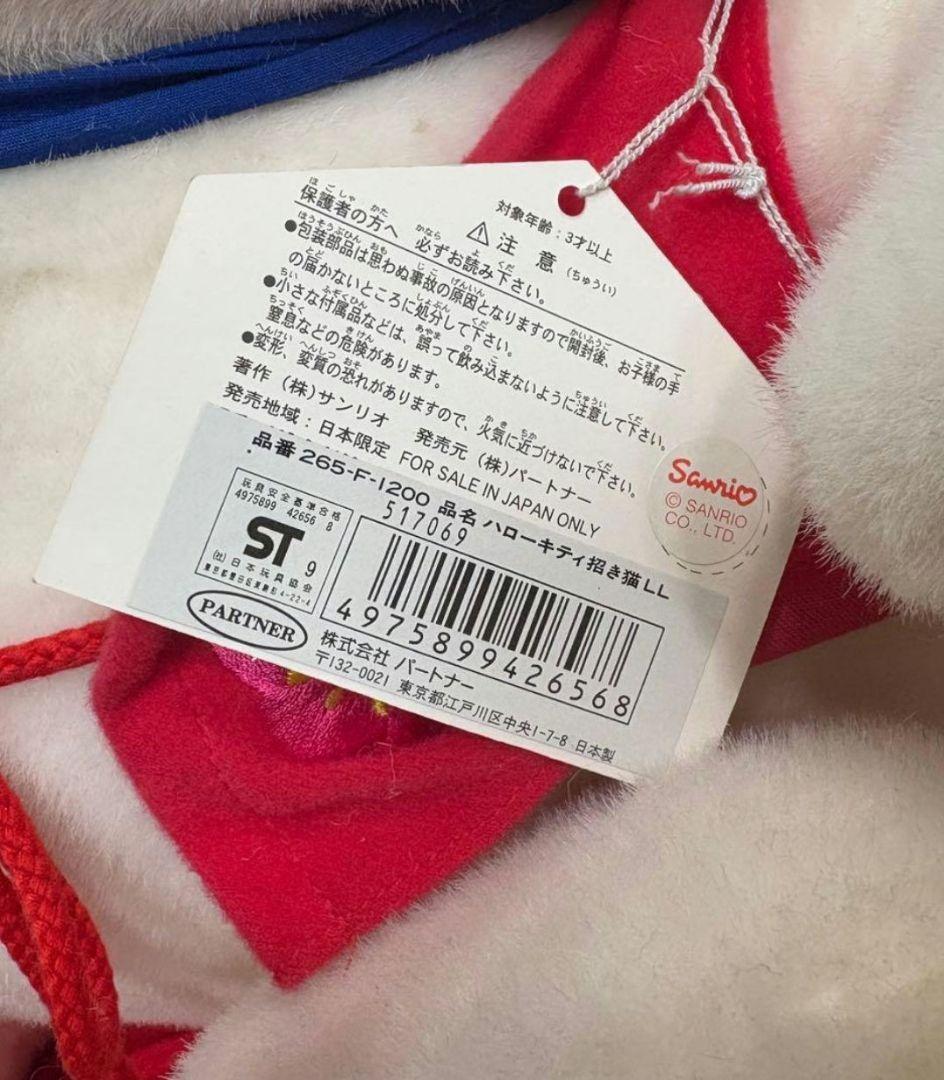 対象年齢：3才以上
⚠注意（ちゅうい）
保護者の方へ 必ずお読み下さい。
●包装部品は思わぬ事故の原因となりますので開封後、お子様の手
の届かないところに処分して下さい。
●小さな付属品などは、誤って飲み込まないように注意して下さい。
窒息などの危険があります。
●変形、変質の恐れがありますので、火気に近づけないで下さい。
著作（株）サンリオ 発売元（株）パートナー
発売地域：日本限定 FOR SALE IN JAPAN ONLY
Sanrio
© SANRIO
CO., LTD.
品番 265-F-1200 品名 ハローキティ招き猫LL
517069
玩具安全基準合格
4975899 42656 8
ST
9
(社)日本玩具協会
4975899426568
PARTNER
株式会社 パートナー
〒132-0021 東京都江戸川区中央1-7-8 日本製